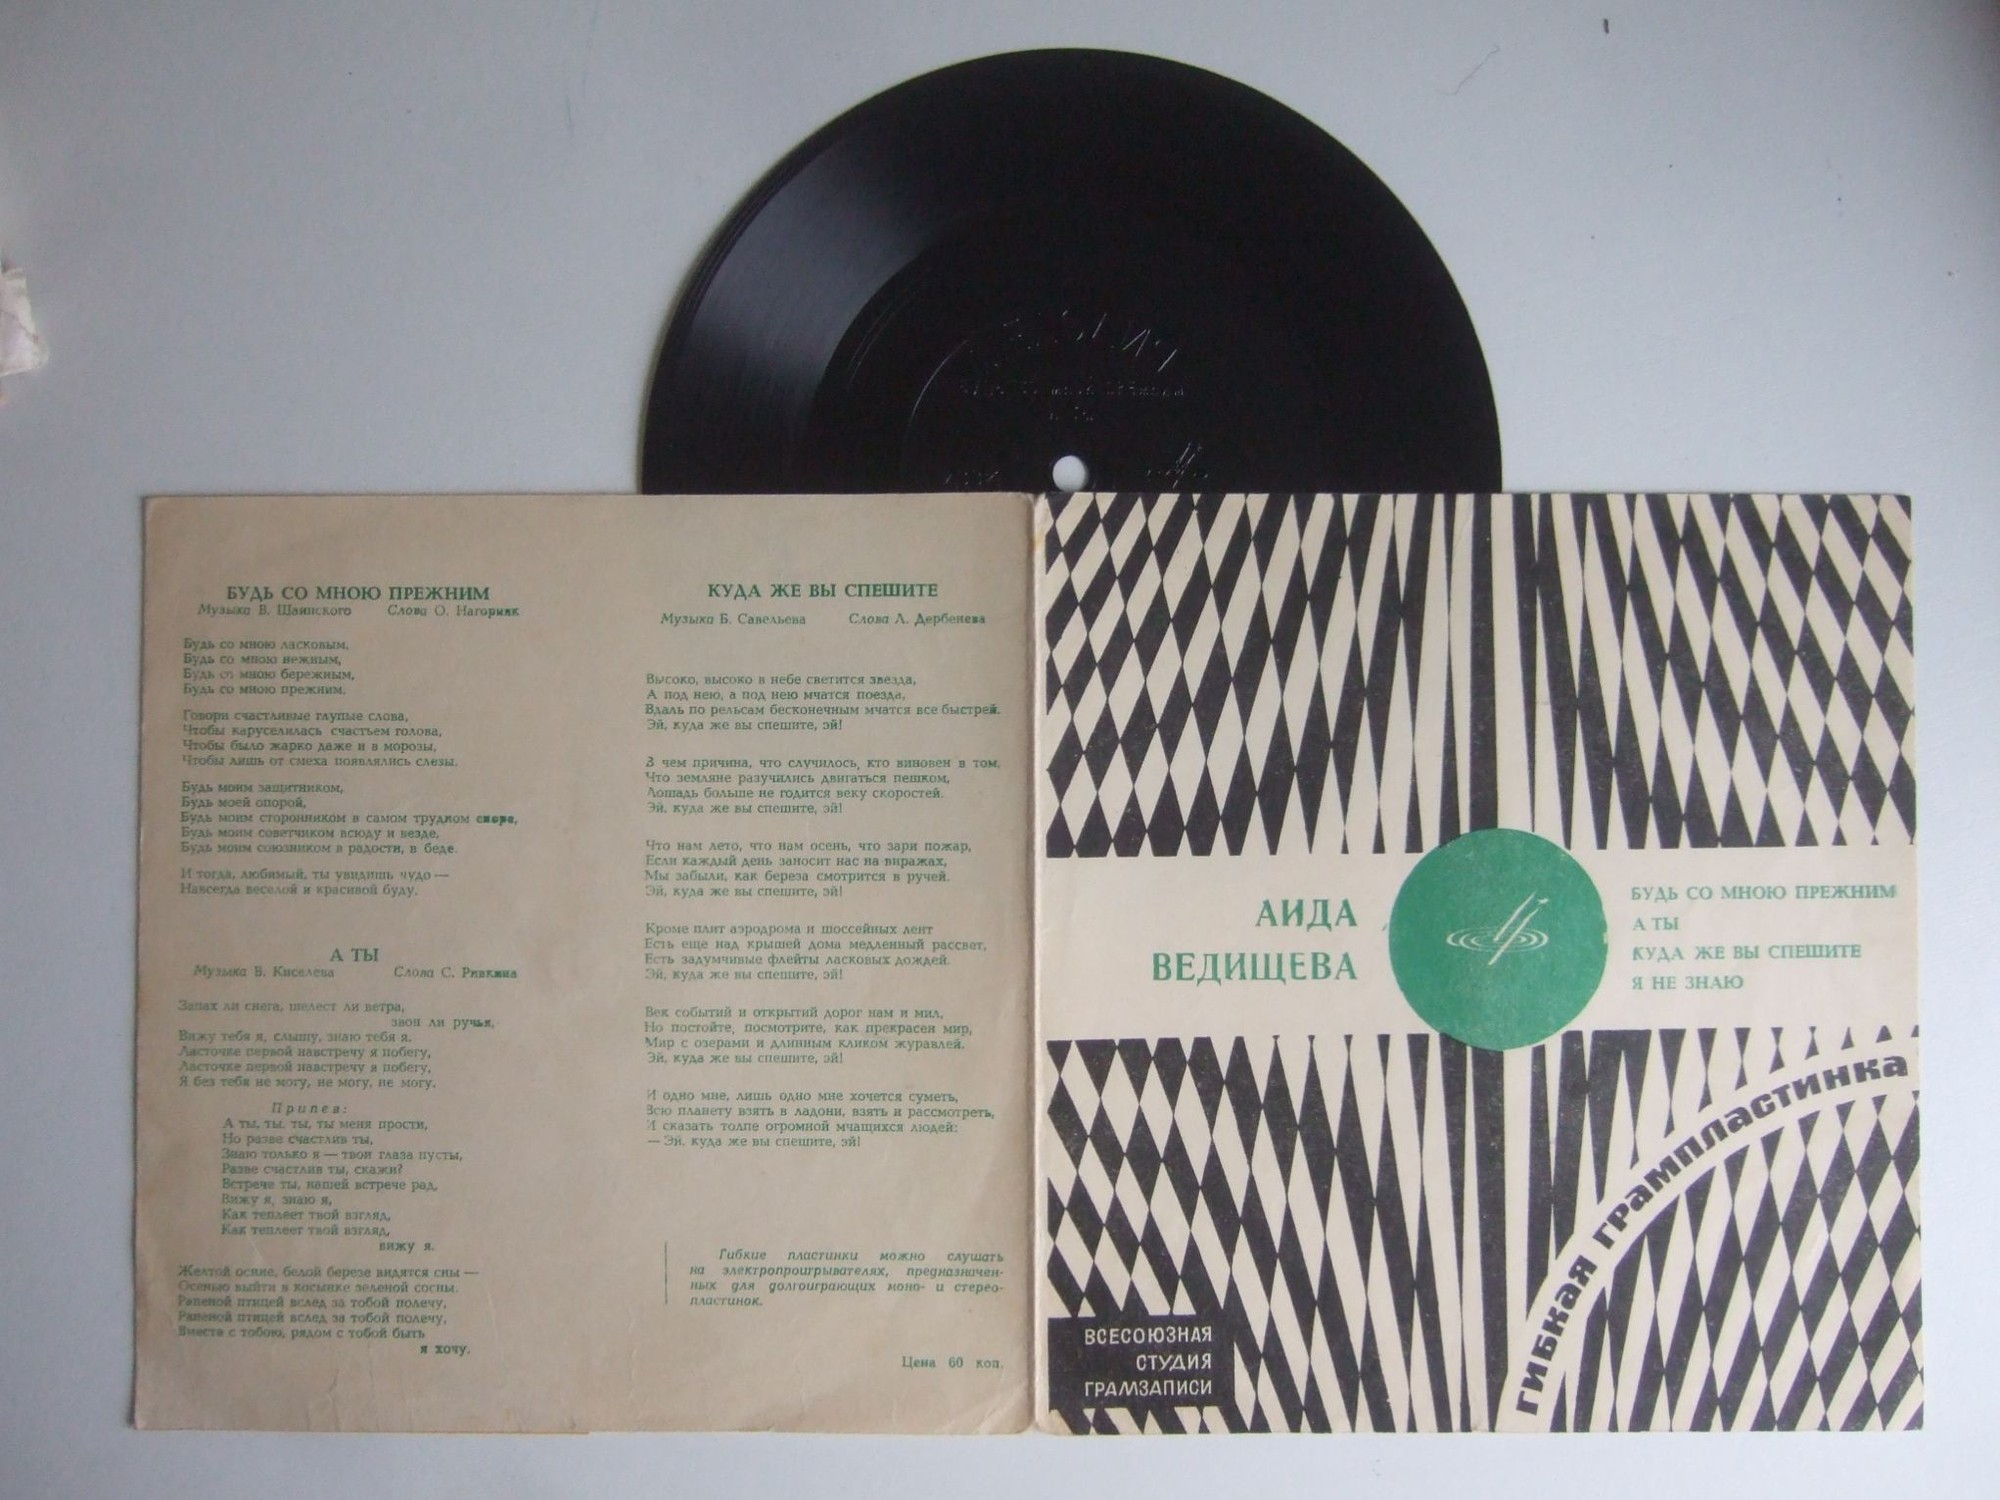 БУДЬ СО МНОЮ ПРЕЖНИМ
Музыка В. Шаинского Слова О. Нагорняк
Будь со мною ласковым,
Будь со мною нежным,
Будь со мною бережным,
Будь со мною прежним.
Говори счастливые глупые слова,
Чтобы каруселилась счастьем голова,
Чтобы было жарко даже и в морозы,
Чтобы лишь от смеха появлялись слезы.
Будь моим защитником,
Будь моей опорой,
Будь моим сторонником в самом трудном споре,
Будь моим советчиком всюду и везде,
Будь моим союзником в радости, в беде.
И тогда, любимый, ты увидишь чудо —
Навсегда веселой и красивой буду.
А ТЫ
Музыка В. Киселева Слова С. Ривкина
Запах ли снега, шелест ли ветра,
звон ли ручья,
Вижу тебя я, слышу, знаю тебя я.
Ласточке первой навстречу я побегу,
Ласточке первой навстречу я побегу,
Я без тебя не могу, не могу, не могу.
Припев:
А ты, ты, ты, ты меня прости,
Но разве счастлив ты,
Знаю только я — твои глаза пусты,
Разве счастлив ты, скажи?
Встрече ты, нашей встрече рад,
Вижу я, знаю я,
Как теплеет твой взгляд,
Как теплеет твой взгляд,
вижу я.
Желтой осине, белой березе видятся сны —
Осенью выйти в косынке зеленой сосны.
Раненой птицей вслед за тобой полечу,
Раненой птицей вслед за тобой полечу,
Вместе с тобою, рядом с тобой быть
я хочу.
КУДА ЖЕ ВЫ СПЕШИТЕ
Музыка Б. Савельева Слова Л. Дербенева
Высоко, высоко в небе светится звезда,
А под нею, а под нею мчатся поезда,
Вдаль по рельсам бесконечным мчатся все быстрей.
Эй, куда же вы спешите, эй!
В чем причина, что случилось, кто виновен в том,
Что земляне разучились двигаться пешком,
Лошадь больше не годится веку скоростей.
Эй, куда же вы спешите, эй!
Что нам лето, что нам осень, что зари пожар,
Если каждый день заносит нас на виражах,
Мы забыли, как береза смотрится в ручей.
Эй, куда же вы спешите, эй!
Кроме плит аэродрома и шоссейных лент
Есть еще над крышей дома медленный рассвет,
Есть задумчивые флейты ласковых дождей.
Эй, куда же вы спешите, эй!
Век событий и открытий дорог нам и мил,
Но постойте, посмотрите, как прекрасен мир,
Мир с озерами и длинным кликом журавлей.
Эй, куда же вы спешите, эй!
И одно мне, лишь одно мне хочется суметь,
Всю планету взять в ладони, взять и рассмотреть,
И сказать толпе огромной мчащихся людей:
— Эй, куда же вы спешите, эй!
Гибкие пластинки можно слушать
на электропроигрывателях, предназначен-
ных для долгоиграющих моно- и стерео-
пластинок.
Цена 60 коп.
АИДА
ВЕДИЩЕВА
БУДЬ СО МНОЮ ПРЕЖНИМ
А ТЫ
КУДА ЖЕ ВЫ СПЕШИТЕ
Я НЕ ЗНАЮ
ГИБКАЯ ГРАМПЛАСТИНКА
ВСЕСОЮЗНАЯ
СТУДИЯ
ГРАМЗАПИСИ